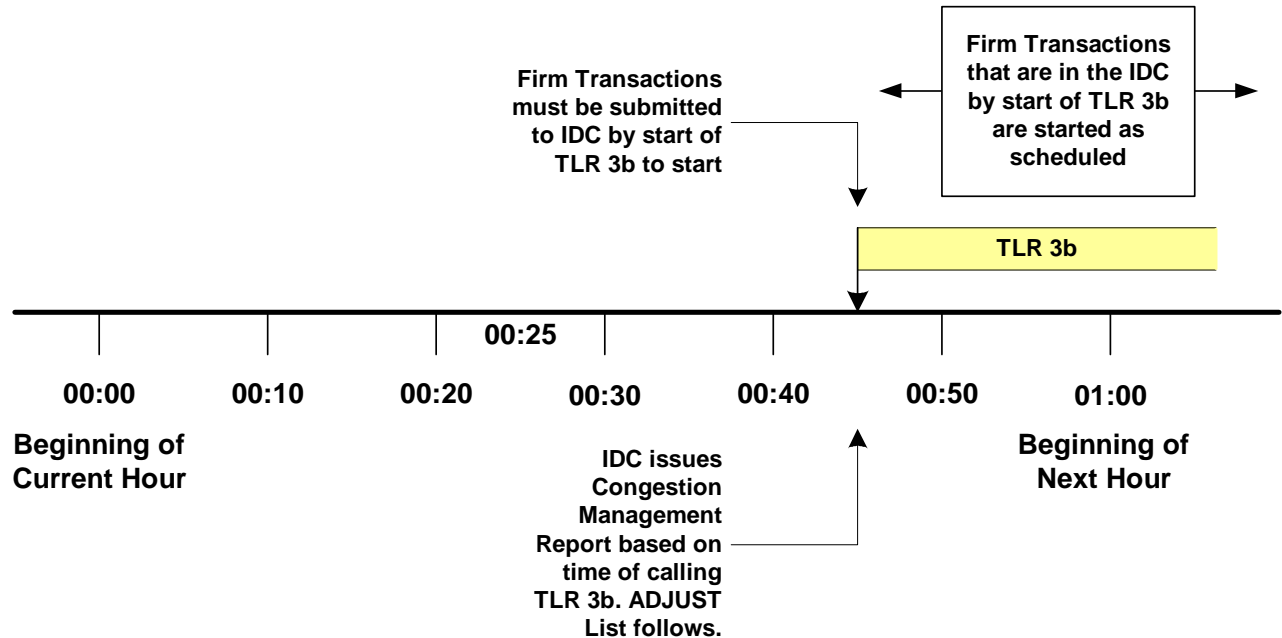 Firm Transactions
must be submitted
to IDC by start of
TLR 3b to start
Firm Transactions
that are in the IDC
by start of TLR 3b
are started as
scheduled
TLR 3b
00:25
00:00
00:10
00:20
00:30
00:40
00:50
01:00
Beginning of
Current Hour
IDC issues
Congestion
Management
Report based on
time of calling
TLR 3b. ADJUST
List follows.
Beginning of
Next Hour